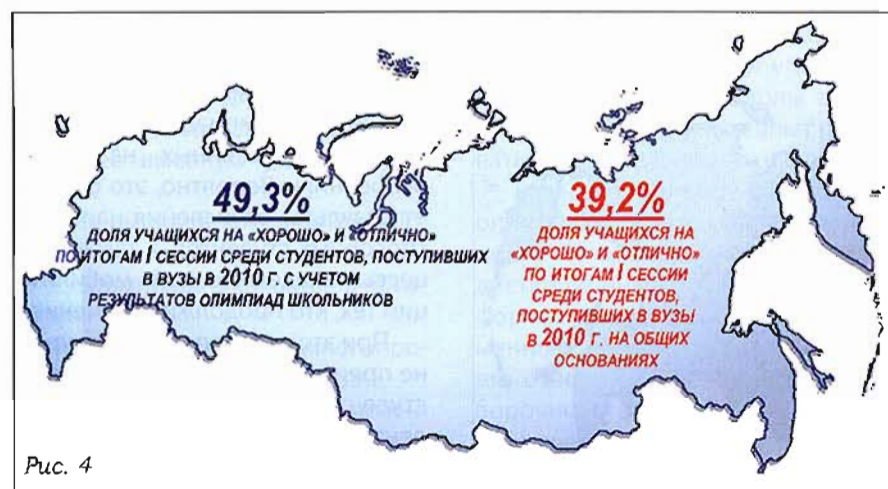 49,3%
ДОЛЯ УЧАЩИХСЯ НА «ХОРОШО» И «ОТЛИЧНО»
ПО ИТОГАМ I СЕССИИ СРЕДИ СТУДЕНТОВ, ПОСТУПИВШИХ
В ВУЗЫ В 2010 Г. С УЧЕТОМ
РЕЗУЛЬТАТОВ ОЛИМПИАД ШКОЛЬНИКОВ
39,2%
ДОЛЯ УЧАЩИХСЯ НА
«ХОРОШО» И «ОТЛИЧНО»
ПО ИТОГАМ I СЕССИИ
СРЕДИ СТУДЕНТОВ,
ПОСТУПИВШИХ В ВУЗЫ
В 2010 Г. НА ОБЩИХ
ОСНОВАНИЯХ
Рис. 4